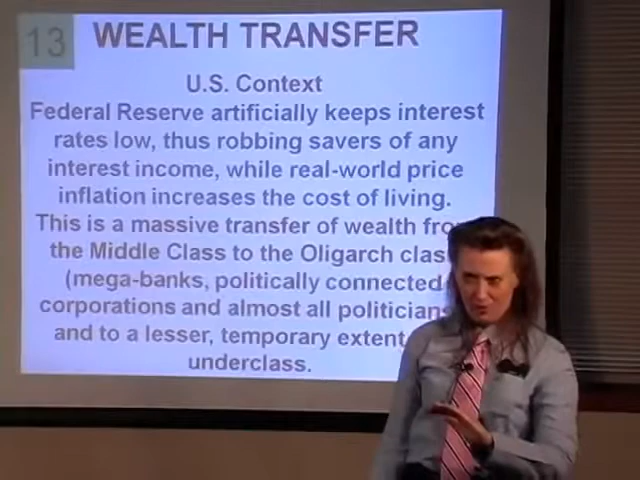 13
WEALTH TRANSFER
U.S. Context
Federal Reserve artificially keeps interest
rates low, thus robbing savers of any
interest income, while real-world price
inflation increases the cost of living.
This is a massive transfer of wealth
the Middle Class to the Oligarch
(mega-banks, politically connected
corporations and almost all politicians
and to a lesser, temporary extent
underclass.